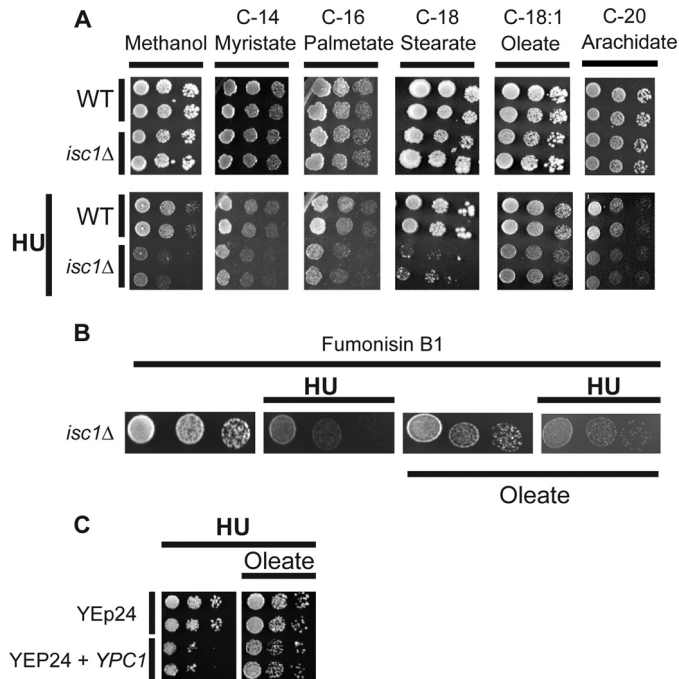 A
C-14 C-16 C-18 C-18:1 C-20
Methanol Myristate Palmetate Stearate Oleate Arachidate
WT
isc1Δ
HU
WT
isc1Δ
B
Fumonisin B1
HU HU
isc1Δ
Oleate
C
HU
Oleate
YEp24
YEP24 + YPC1